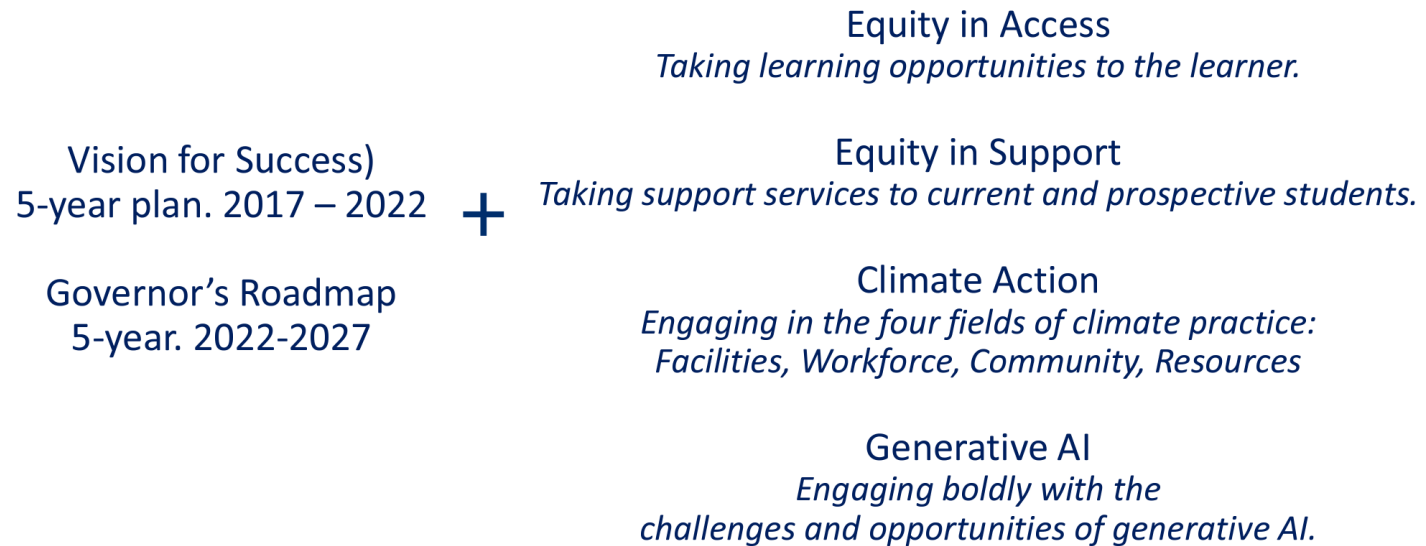 Vision for Success)
5-year plan. 2017 – 2022
Governor’s Roadmap
5-year. 2022-2027
+
Equity in Access
Taking learning opportunities to the learner.
Equity in Support
Taking support services to current and prospective students.
Climate Action
Engaging in the four fields of climate practice:
Facilities, Workforce, Community, Resources
Generative AI
Engaging boldly with the
challenges and opportunities of generative AI.